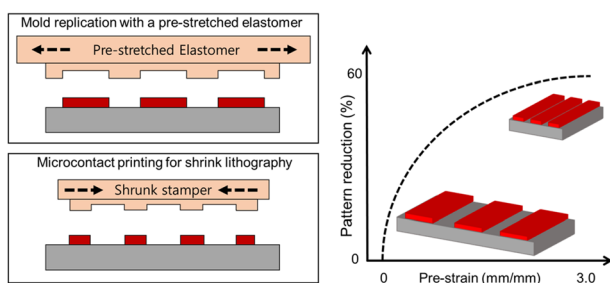 Mold replication with a pre-stretched elastomer
Pre-stretched Elastomer
Microcontact printing for shrink lithography
Shrunk stamper
Pattern reduction (%)
60
0
0
3.0
Pre-strain (mm/mm)